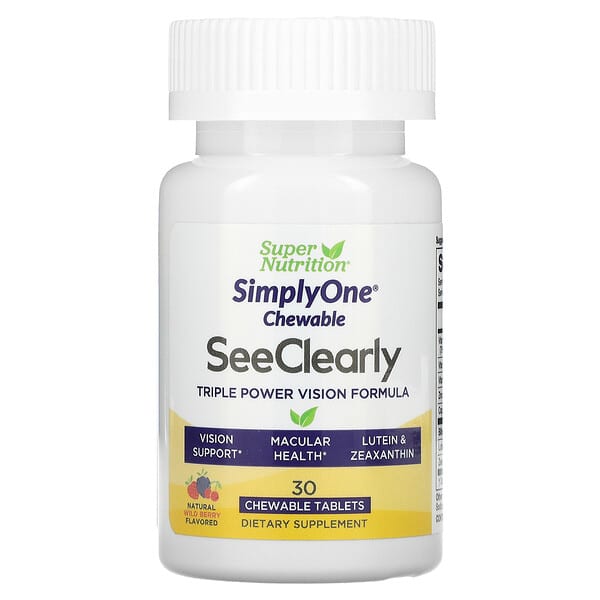 Super
Nutrition®
SimplyOne®
Chewable
SeeClearly
TRIPLE POWER VISION FORMULA
VISION
SUPPORT*
MACULAR
HEALTH*
LUTEIN &
ZEAXANTHIN
30
CHEWABLE TABLETS
DIETARY SUPPLEMENT
NATURAL
WILD BERRY
FLAVORED